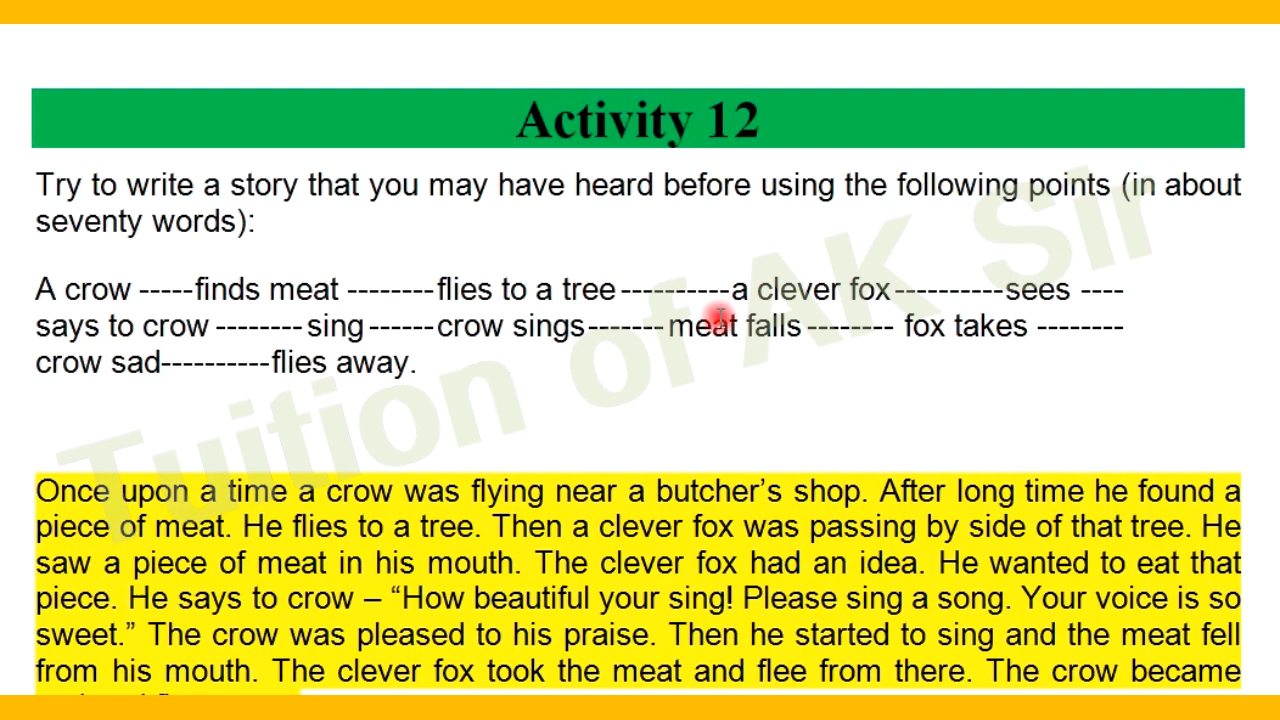 Activity 12
Try to write a story that you may have heard before using the following points (in about
seventy words):
A crow -----finds meat --------flies to a tree----------a clever fox----------sees ----
says to crow --------sing------crow sings-------meat falls-------- fox takes --------
crow sad----------flies away.
Tuition of AK Sir
Once upon a time a crow was flying near a butcher’s shop. After long time he found a
piece of meat. He flies to a tree. Then a clever fox was passing by side of that tree. He
saw a piece of meat in his mouth. The clever fox had an idea. He wanted to eat that
piece. He says to crow – “How beautiful your sing! Please sing a song. Your voice is so
sweet.” The crow was pleased to his praise. Then he started to sing and the meat fell
from his mouth. The clever fox took the meat and flee from there. The crow became